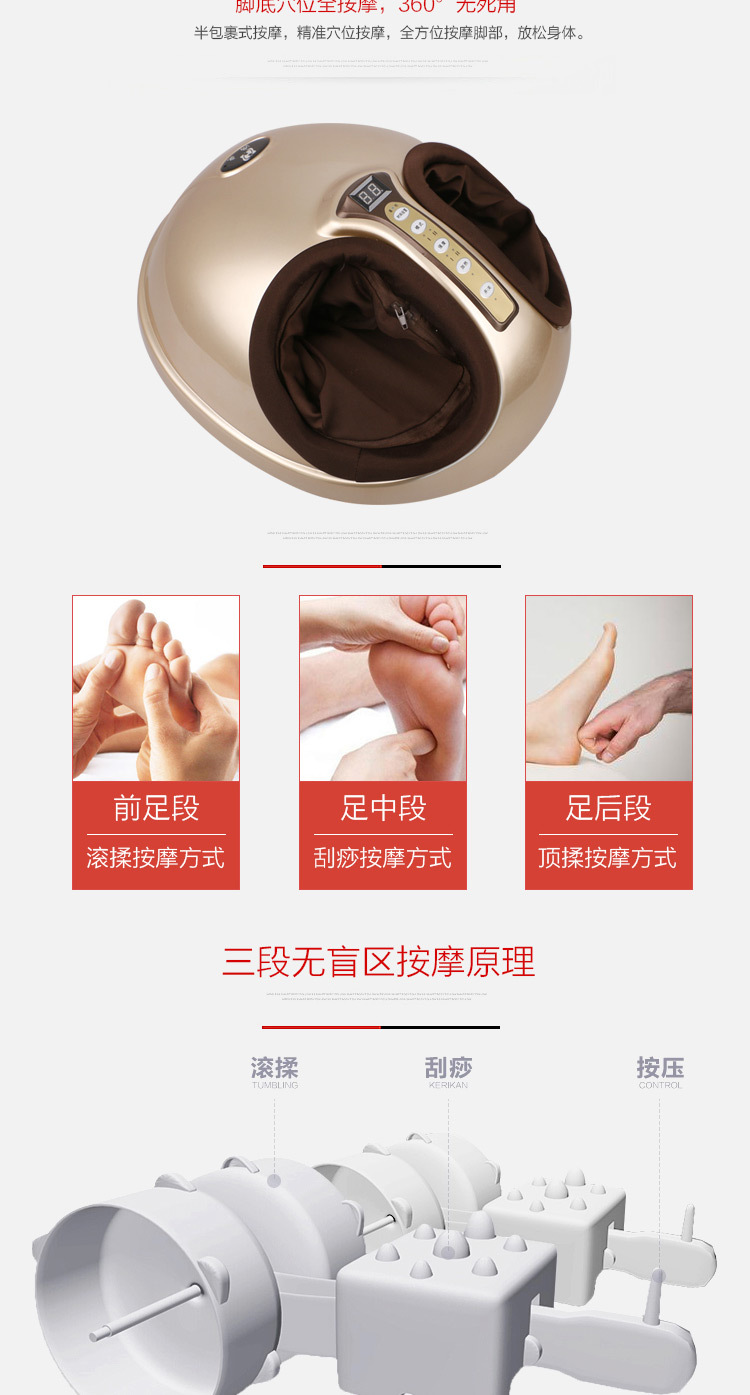 脚底穴位全按摩，360°无死角
半包裹式按摩，精准穴位按摩，全方位按摩脚部，放松身体。
88
前足段
滚揉按摩方式
足中段
刮痧按摩方式
足后段
顶揉按摩方式
三段无盲区按摩原理
滚揉
TUMBLING
刮痧
KERIKAN
按压
CONTROL